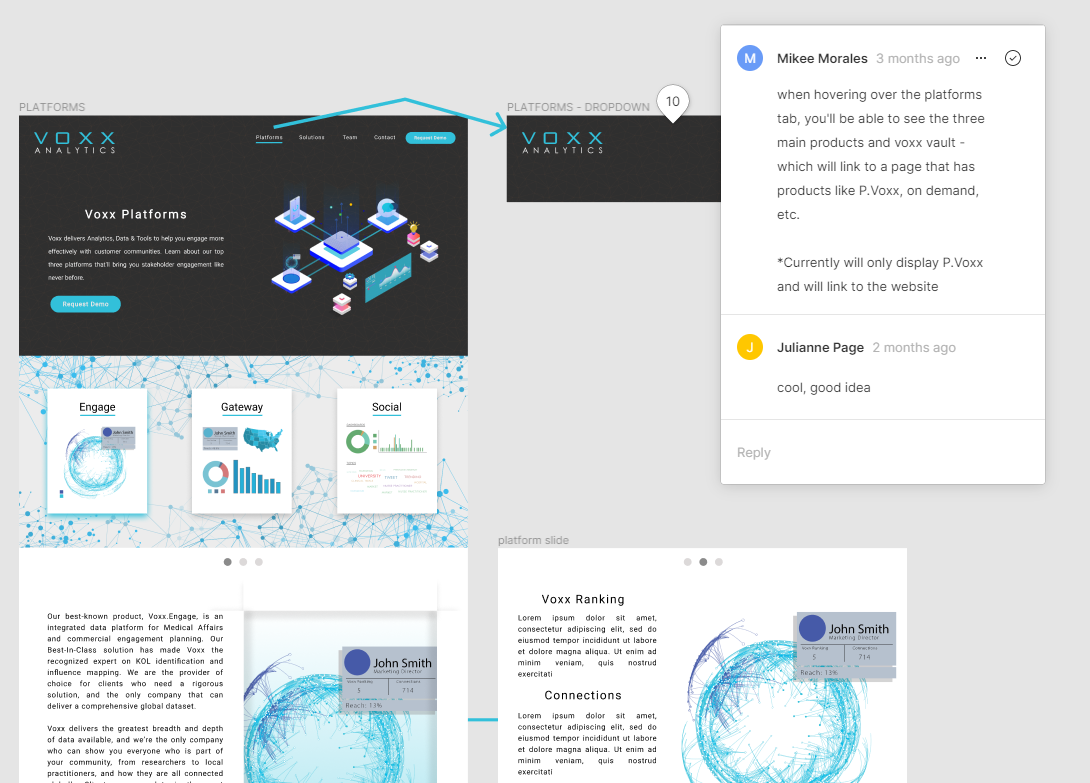 PLATFORMS
VOXX
ANALYTICS
Platforms
Solutions
Team
Contact
Request Demo
Voxx Platforms
Voxx delivers Analytics, Data & Tools to help you engage more
effectively with customer communities. Learn about our top
three platforms that'll bring you stakeholder engagement like
never before.
Request Demo
Engage
John Smith
Gateway
John Smith
Social
UNIVERSITY
Our best-known product, Voxx.Engage, is an
integrated data platform for Medical Affairs
and commercial engagement planning. Our
Best-In-Class solution has made Voxx the
recognized expert on KOL identification and
influence mapping. We are the provider of
choice for clients who need a rigorous
solution, and the only company that can
deliver a comprehensive global dataset.
Voxx delivers the greatest breadth and depth
of data available, and we're the only company
who can show you everyone who is part of
your community, from researchers to local
practitioners, and how they are all connected
John Smith
Marketing Director
Voxx Ranking
Connections
5
714
Reach: 13%
PLATFORMS - DROPDOWN
10
VOXX
ANALYTICS
M
Mikee Morales
3 months ago
when hovering over the platforms
tab, you'll be able to see the three
main products and voxx vault -
which will link to a page that has
products like P.Voxx, on demand,
etc.
*Currently will only display P.Voxx
and will link to the website
J
Julianne Page
2 months ago
cool, good idea
Reply
platform slide
Voxx Ranking
Lorem ipsum dolor sit amet,
consectetur adipiscing elit, sed do
eiusmod tempor incididunt ut labore
et dolore magna aliqua. Ut enim ad
minim veniam, quis nostrud
exercitati
Connections
Lorem ipsum dolor sit amet,
consectetur adipiscing elit, sed do
eiusmod tempor incididunt ut labore
et dolore magna aliqua. Ut enim ad
minim veniam, quis nostrud
exercitati
John Smith
Marketing Director
Voxx Ranking
Connections
5
714
Reach: 13%